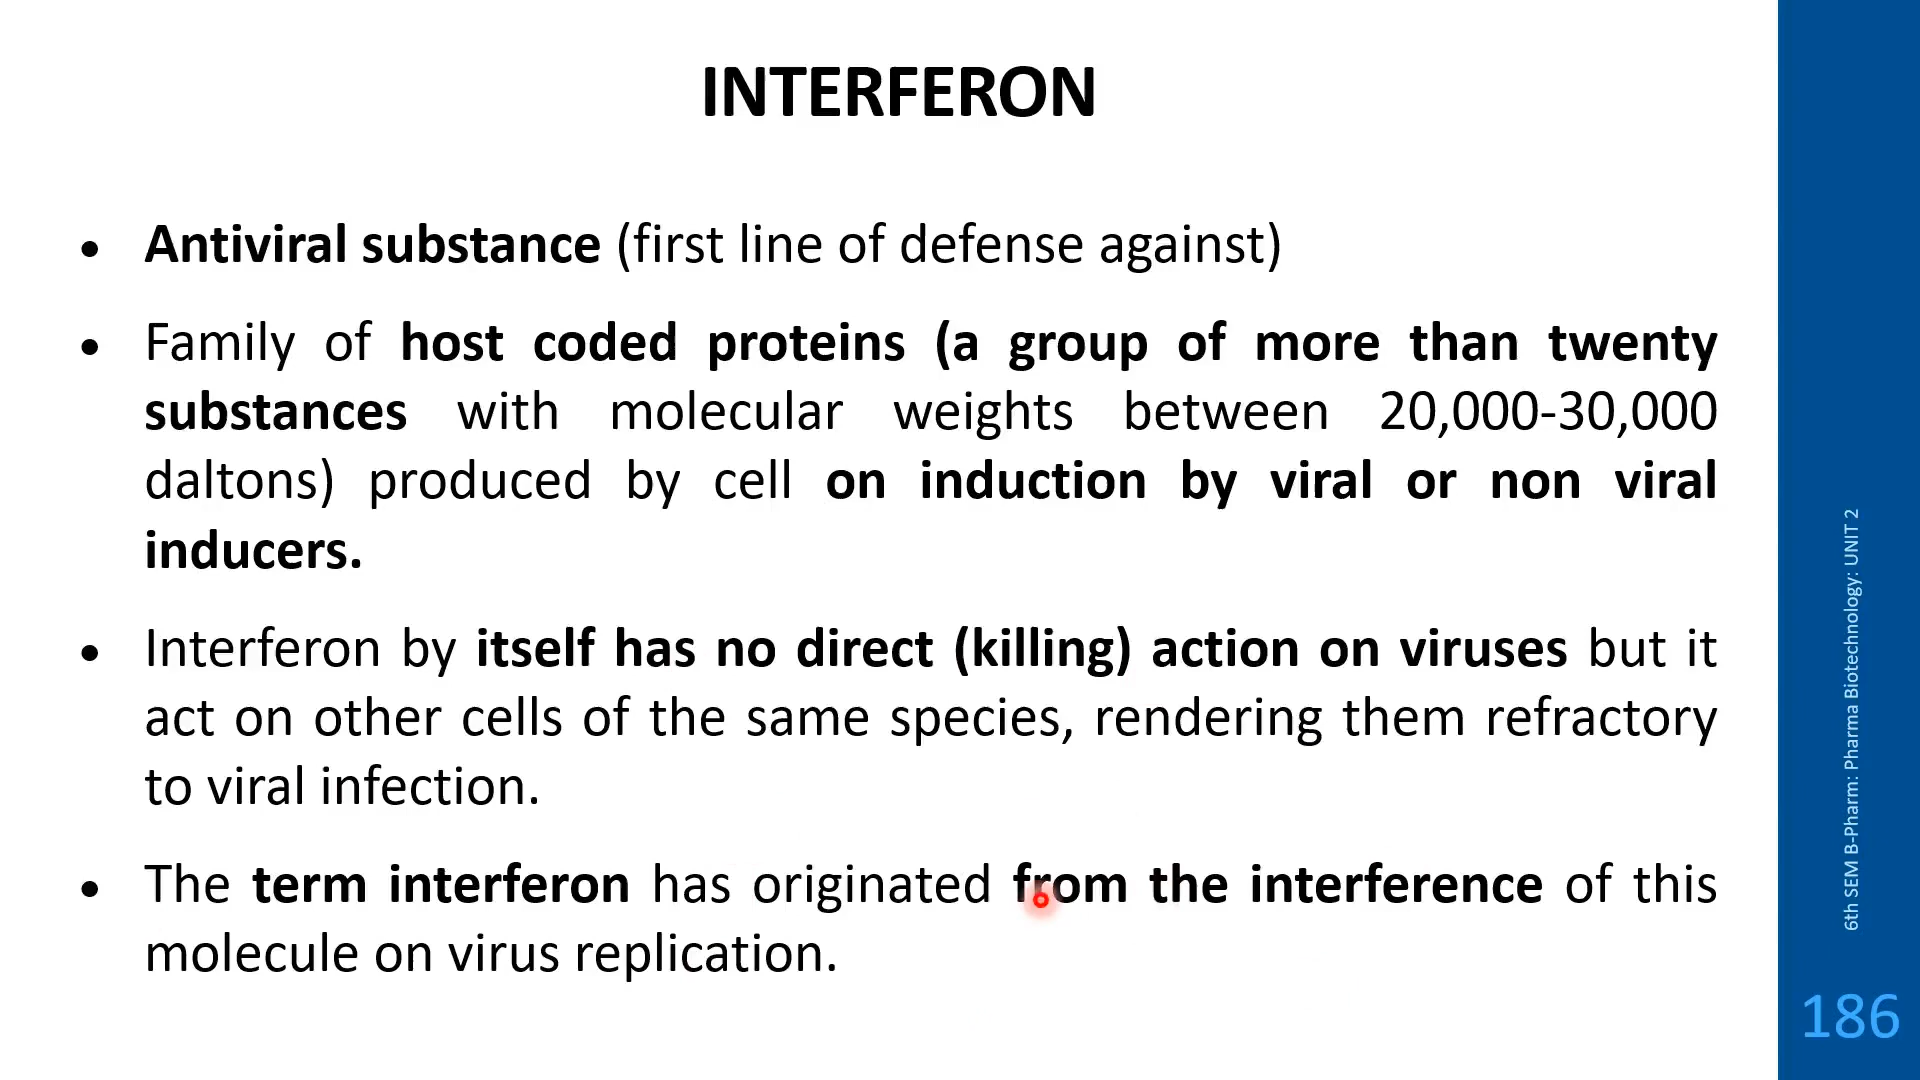 INTERFERON
• Antiviral substance (first line of defense against)
• Family of host coded proteins (a group of more than twenty
substances with molecular weights between 20,000-30,000
daltons) produced by cell on induction by viral or non viral
inducers.
• Interferon by itself has no direct (killing) action on viruses but it
act on other cells of the same species, rendering them refractory
to viral infection.
• The term interferon has originated from the interference of this
molecule on virus replication.
6th SEM B-Pharm: Pharma Biotechnology: UNIT 2
186